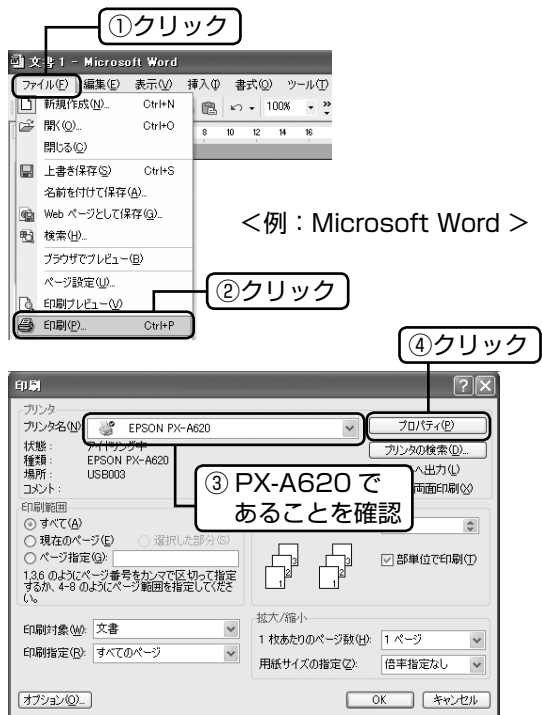 ①クリック
文書 1 - Microsoft Word
ファイル(F) 編集(E) 表示(V) 挿入(I) 書式(O) ツール(T)
新規作成(N)... Ctrl+N
100%
開く(O)... Ctrl+O
8 10 12 14 16
閉じる(C)
上書き保存(S) Ctrl+S
名前を付けて保存(A)...
Web ページとして保存(G)...
<例：Microsoft Word >
検索(H)...
ブラウザでプレビュー(B)
ページ設定(U)...
②クリック
印刷プレビュー(V)
印刷(P)... Ctrl+P
④クリック
印刷
プリンタ
プリンタ名(N) EPSON PX-A620 プロパティ(P)
状態： アイドリング中 プリンタの検索(D)...
種類： EPSON PX-A620 へ出力(L)
場所： USB003 両面印刷(X)
コメント：
③ PX-A620 で
あることを確認
印刷範囲
すべて(A)
現在のページ(E) 選択した部分(S)
ページ指定(G):
部単位で印刷(T)
1 2 3 1 2 3
1,3,6 のようにページ番号をカンマで区切って指定
するか、4-8 のようにページ範囲を指定してくださ
い。
拡大/縮小
印刷対象(W): 文書
1 枚あたりのページ数(H): 1 ページ
印刷指定(R): すべてのページ
用紙サイズの指定(Z): 倍率指定なし
オプション(O)... OK キャンセル